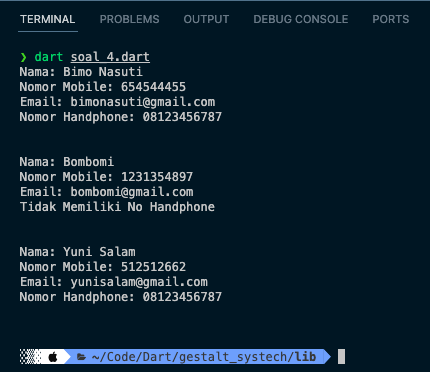 TERMINAL PROBLEMS OUTPUT DEBUG CONSOLE PORTS
❯ dart soal_4.dart
Nama: Bimo Nasuti
Nomor Mobile: 654544455
Email: bimonasuti@gmail.com
Nomor Handphone: 08123456787
Nama: Bombomi
Nomor Mobile: 1231354897
Email: bombomi@gmail.com
Tidak Memiliki No Handphone
Nama: Yuni Salam
Nomor Mobile: 512512662
Email: yunisalam@gmail.com
Nomor Handphone: 08123456787
~/Code/Dart/gestalt_systech/lib